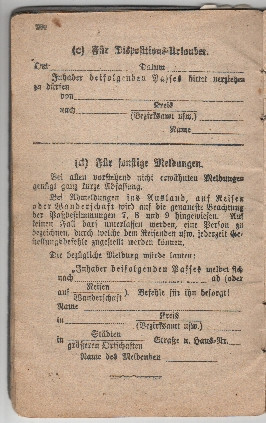 (c) Für Dispositions-Urlauber.
Ort Datum
Inhaber beifolgenden Passes bittet verziehen
zu dürfen
von
nach Kreis
(Bezirksamt usw.)
Name
(d) Für sonstige Meldungen.
Bei allen vorstehend nicht erwähnten Meldungen
genügt ganz kurze Abfassung.
Bei Abmeldungen ins Ausland, auf Reisen
oder Wanderschaft wird auf die genaueste Beachtung
der Paßbestimmungen 7, 8 und 9 hingewiesen. Auf
keinen Fall darf unterlassen werden, eine Person zu
bezeichnen, durch welche dem Reisenden usw. jederzeit Ge-
stellungsbefehle zugestellt werden können.
Die bezügliche Meldung würde lauten:
„Inhaber beifolgenden Passes meldet sich
nach ab (oder
auf Reisen
Wanderschaft). Befehle für ihn besorgt!
Name
in Kreis
(Bezirksamt usw.)
in Städten
größeren Ortschaften Straße u. Haus-Nr.
Name des Meldenden